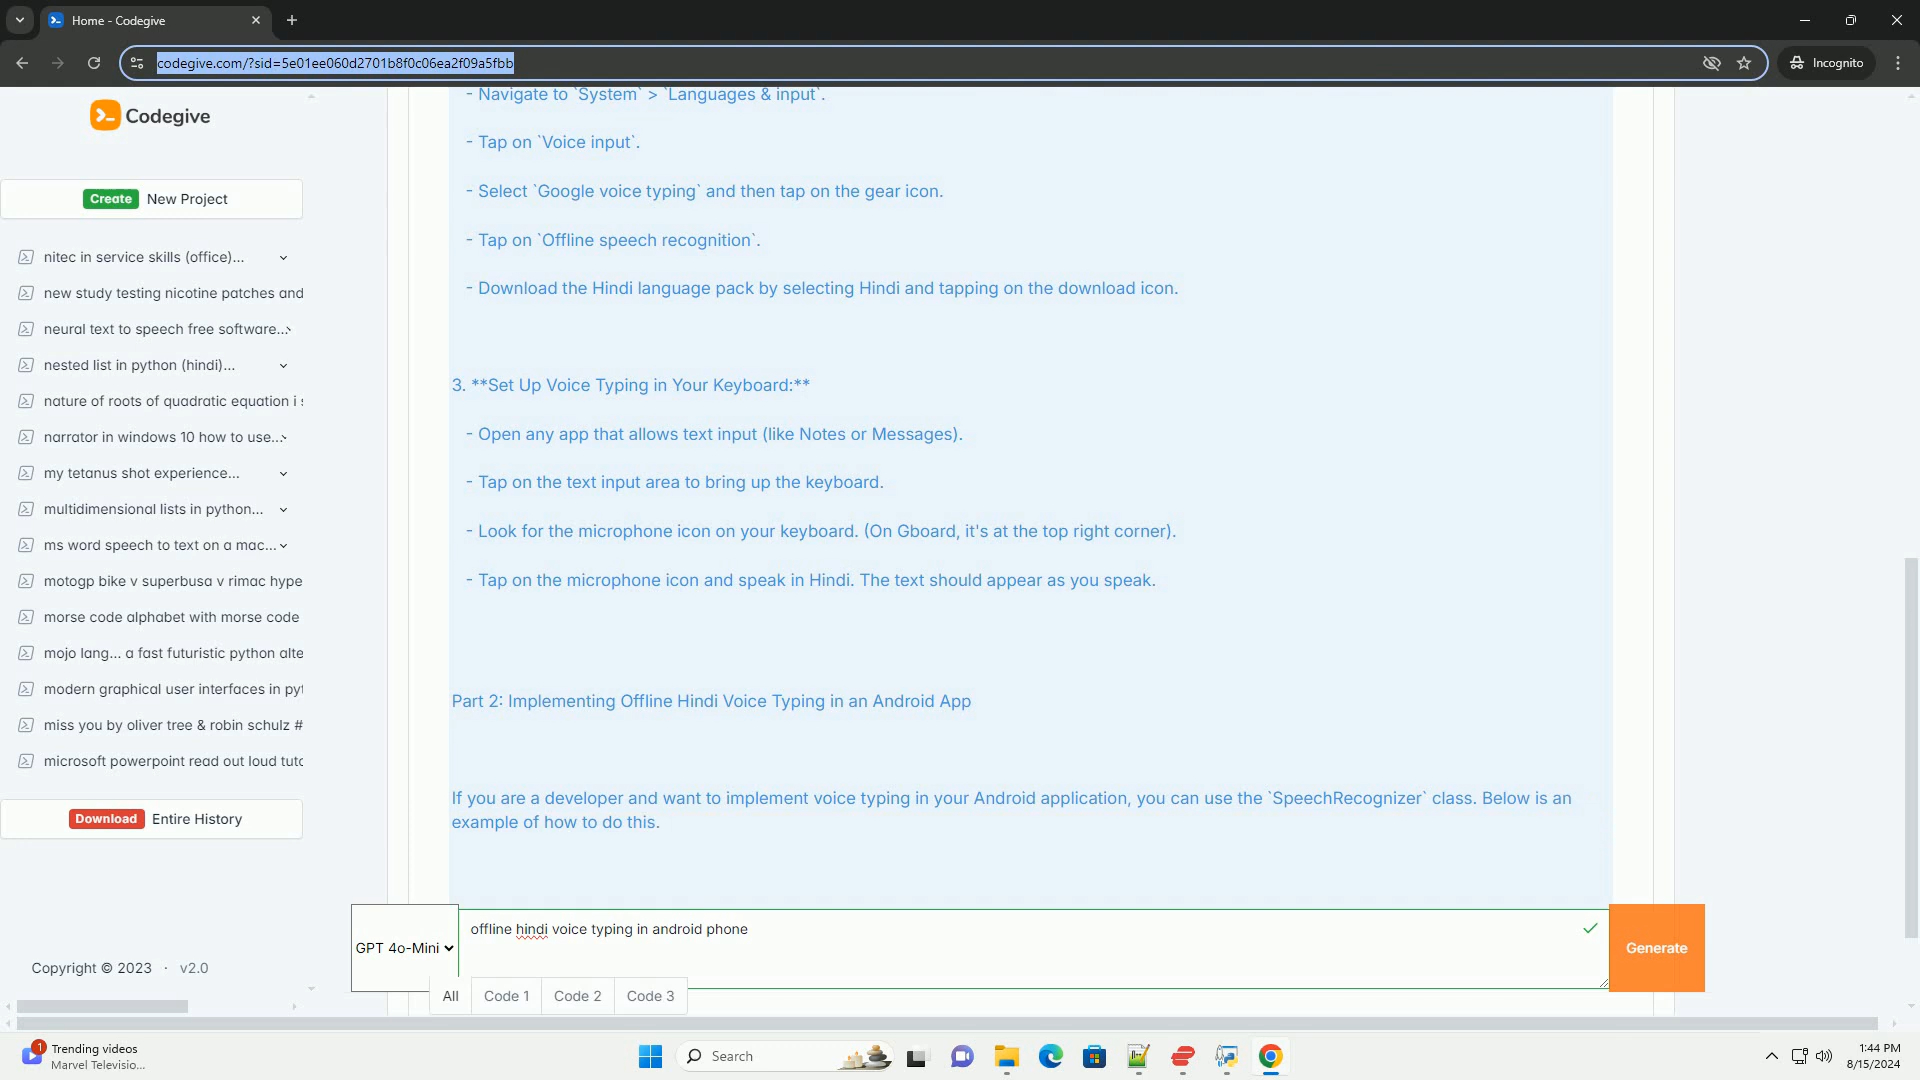 Home - Codegive
codegive.com/?sid=5e01ee060d2701b8f0c06ea2f09a5fbb
Incognito
Codegive
Create New Project
nitec in service skills (office)...
new study testing nicotine patches and
neural text to speech free software...
nested list in python (hindi)...
nature of roots of quadratic equation i s
narrator in windows 10 how to use...
my tetanus shot experience...
multidimensional lists in python...
ms word speech to text on a mac...
motogp bike v superbusa v rimac hype
morse code alphabet with morse code
mojo lang... a fast futuristic python alte
modern graphical user interfaces in pyt
miss you by oliver tree & robin schulz #
microsoft powerpoint read out loud tuto
Download Entire History
Copyright © 2023 · v2.0
- Navigate to `System` > `Languages & input`.
- Tap on `Voice input`.
- Select `Google voice typing` and then tap on the gear icon.
- Tap on `Offline speech recognition`.
- Download the Hindi language pack by selecting Hindi and tapping on the download icon.
3. **Set Up Voice Typing in Your Keyboard:**
- Open any app that allows text input (like Notes or Messages).
- Tap on the text input area to bring up the keyboard.
- Look for the microphone icon on your keyboard. (On Gboard, it's at the top right corner).
- Tap on the microphone icon and speak in Hindi. The text should appear as you speak.
Part 2: Implementing Offline Hindi Voice Typing in an Android App
If you are a developer and want to implement voice typing in your Android application, you can use the `SpeechRecognizer` class. Below is an
example of how to do this.
GPT 4o-Mini
offline hindi voice typing in android phone
Generate
All Code 1 Code 2 Code 3
1
Trending videos
Marvel Televisio...
Search
1:44 PM
8/15/2024